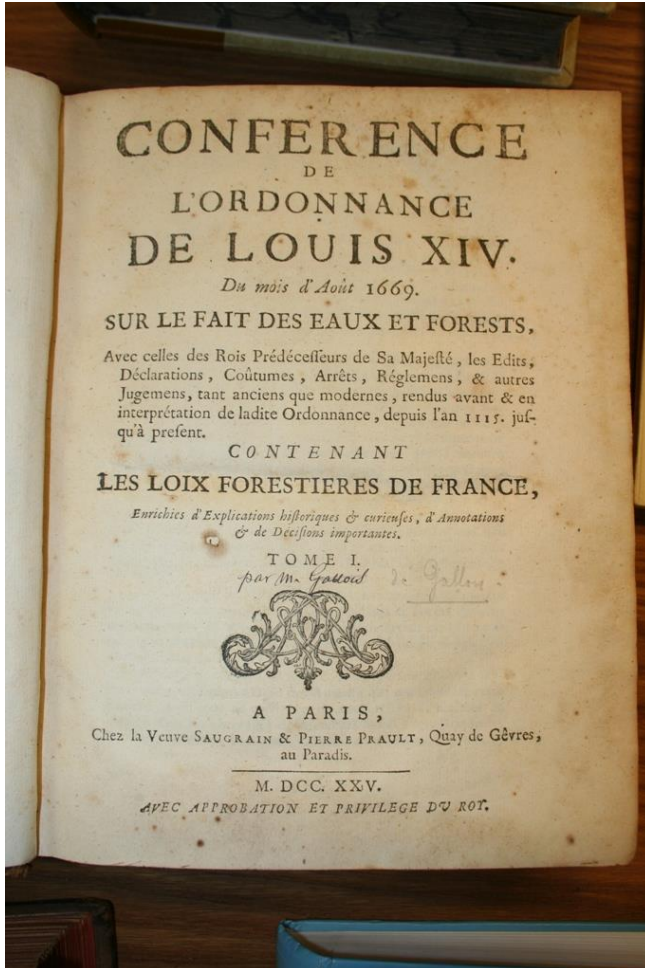 CONFERENCE
DE
L'ORDONNANCE
DE LOUIS XIV.
Du mois d'Août 1669.
SUR LE FAIT DES EAUX ET FORESTS,
Avec celles des Rois Prédécesseurs de Sa Majesté, les Edits,
Déclarations, Coûtumes, Arrêts, Réglemens, & autres
Jugemens, tant anciens que modernes, rendus avant & en
interprétation de ladite Ordonnance, depuis l'an 1115. jus-
qu'à present.
CONTENANT
LES LOIX FORESTIERES DE FRANCE,
Enrichies d'Explications historiques & curieuses, d'Annotations
& de Decisions importantes.
TOME I.
par M. Gallois de Gallon
A PARIS,
Chez la Veuve SAUGRAIN & PIERRE PRAULT, Quay de Gêvres,
au Paradis.
M. DCC. XXV.
AVEC APPROBATION ET PRIVILEGE DU ROY.